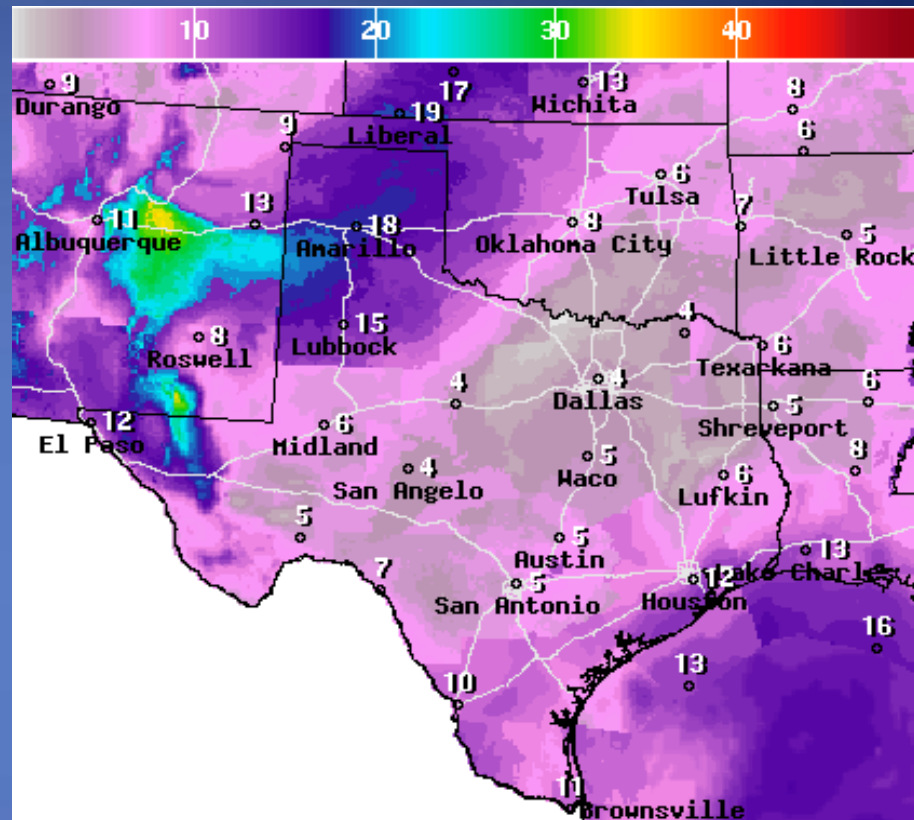 10 20 30 40
9 17 13 8
Durango Wichita
19
Liberal
9 6
6
Tulsa
11 13 18 8 7 5
Albuquerque Amarillo Oklahoma City Little Rock
8 15 4 6
Roswell Lubbock Texarkana
4 4 6
Dallas
12 6 5
El Paso Midland Shreveport
4 5 6 8
San Angelo Waco Lufkin
5 5 13
Austin
7 5 12 Lake Charles
San Antonio Houston
16
13
10
11
Brownsville